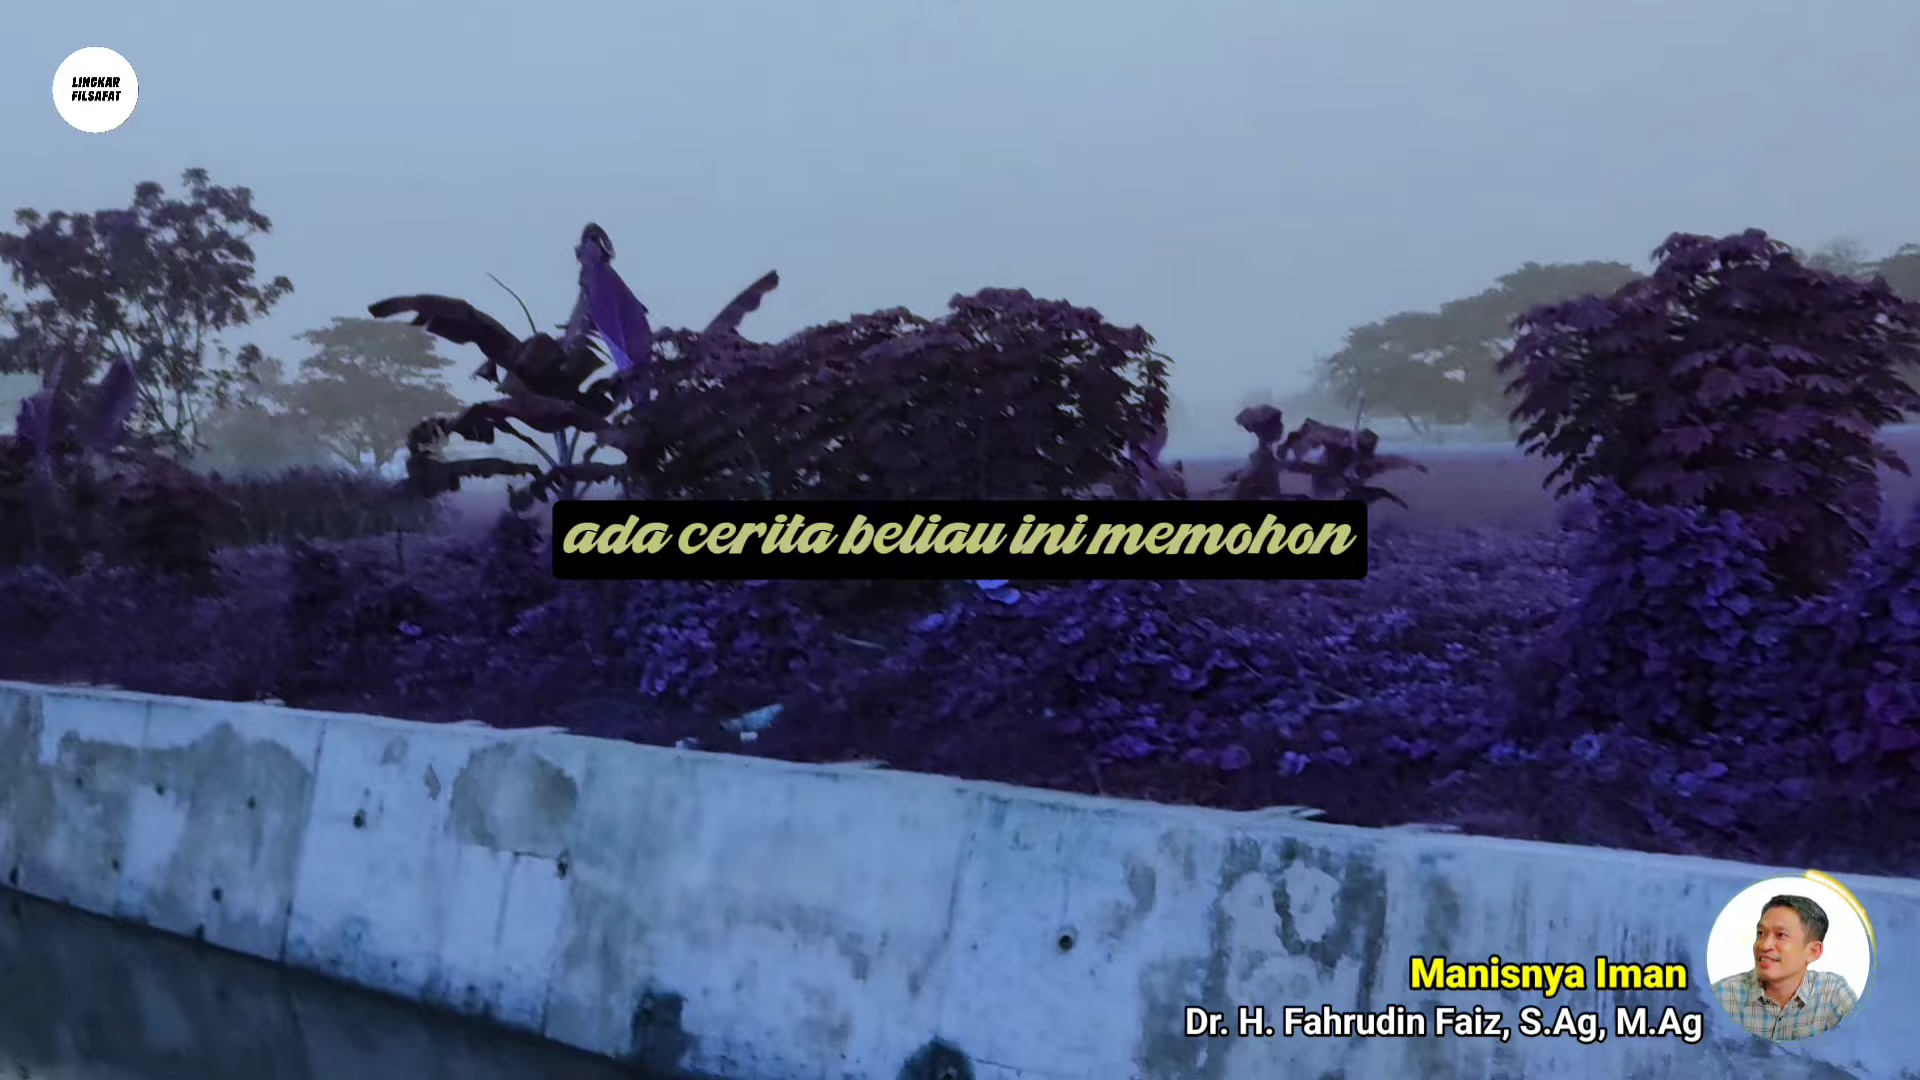 LINGKAR
FILSAFAT
ada cerita beliau ini memohon
Manisnya Iman
Dr. H. Fahrudin Faiz, S.Ag, M.Ag